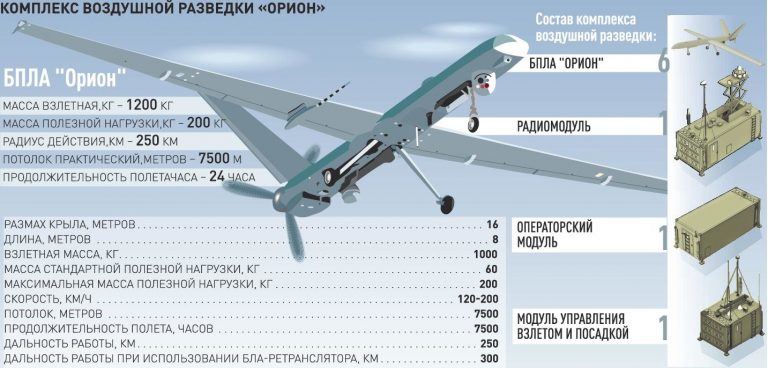 КОМПЛЕКС ВОЗДУШНОЙ РАЗВЕДКИ «ОРИОН»
БПЛА "Орион"
МАССА ВЗЛЕТНАЯ,КГ – 1200 КГ
МАССА ПОЛЕЗНОЙ НАГРУЗКИ,КГ – 200 КГ
РАДИУС ДЕЙСТВИЯ,КМ – 250 КМ
ПОТОЛОК ПРАКТИЧЕСКИЙ,МЕТРОВ – 7500 М
ПРОДОЛЖИТЕЛЬНОСТЬ ПОЛЕТАЧАСА – 24 ЧАСА
РАЗМАХ КРЫЛА, МЕТРОВ 16
ДЛИНА, МЕТРОВ 8
ВЗЛЕТНАЯ МАССА, КГ. 1000
МАССА СТАНДАРТНОЙ ПОЛЕЗНОЙ НАГРУЗКИ, КГ 60
МАКСИМАЛЬНАЯ МАССА ПОЛЕЗНОЙ НАГРУЗКИ, КГ 200
СКОРОСТЬ, КМ/Ч 120-200
ПОТОЛОК, МЕТРОВ 7500
ПРОДОЛЖИТЕЛЬНОСТЬ ПОЛЕТА, ЧАСОВ 7500
ДАЛЬНОСТЬ РАБОТЫ, КМ 250
ДАЛЬНОСТЬ РАБОТЫ ПРИ ИСПОЛЬЗОВАНИИ БЛА-РЕТРАНСЛЯТОРА, КМ 300
Состав комплекса
воздушной разведки:
БПЛА "ОРИОН" 6
РАДИОМОДУЛЬ 1
ОПЕРАТОРСКИЙ
МОДУЛЬ 1
МОДУЛЬ УПРАВЛЕНИЯ
ВЗЛЕТОМ И ПОСАДКОЙ 1